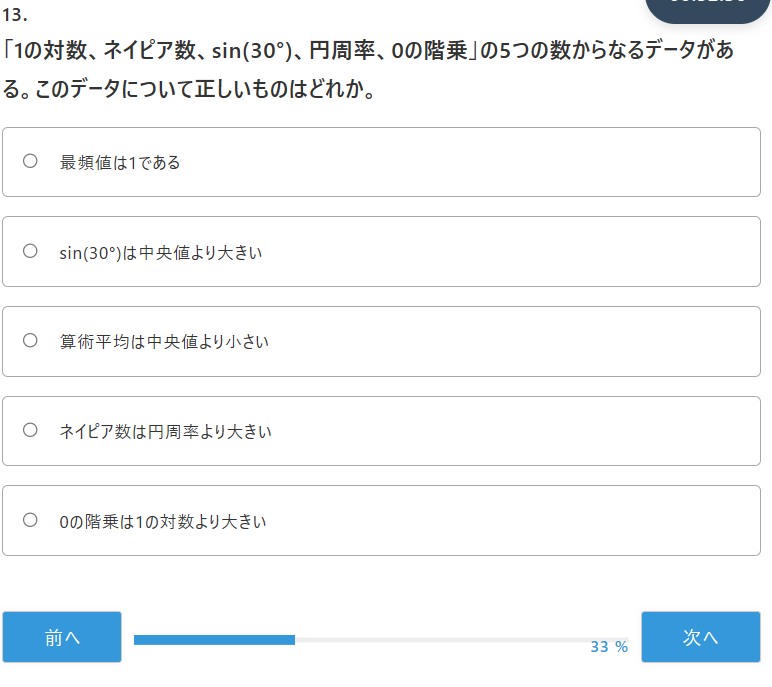 13.
「1の対数、ネイピア数、sin(30°)、円周率、0の階乗」の5つの数からなるデータがあ
る。このデータについて正しいものはどれか。
最頻値は1である
sin(30°)は中央値より大きい
算術平均は中央値より小さい
ネイピア数は円周率より大きい
0の階乗は1の対数より大きい
前へ
33 %
次へ